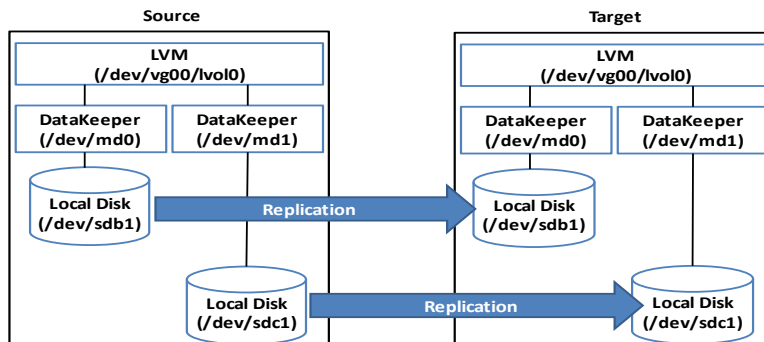 Source
LVM
(/dev/vg00/lvol0)
DataKeeper
(/dev/md0)
DataKeeper
(/dev/md1)
Local Disk
(/dev/sdb1)
Local Disk
(/dev/sdc1)
Replication
Replication
Target
LVM
(/dev/vg00/lvol0)
DataKeeper
(/dev/md0)
DataKeeper
(/dev/md1)
Local Disk
(/dev/sdb1)
Local Disk
(/dev/sdc1)